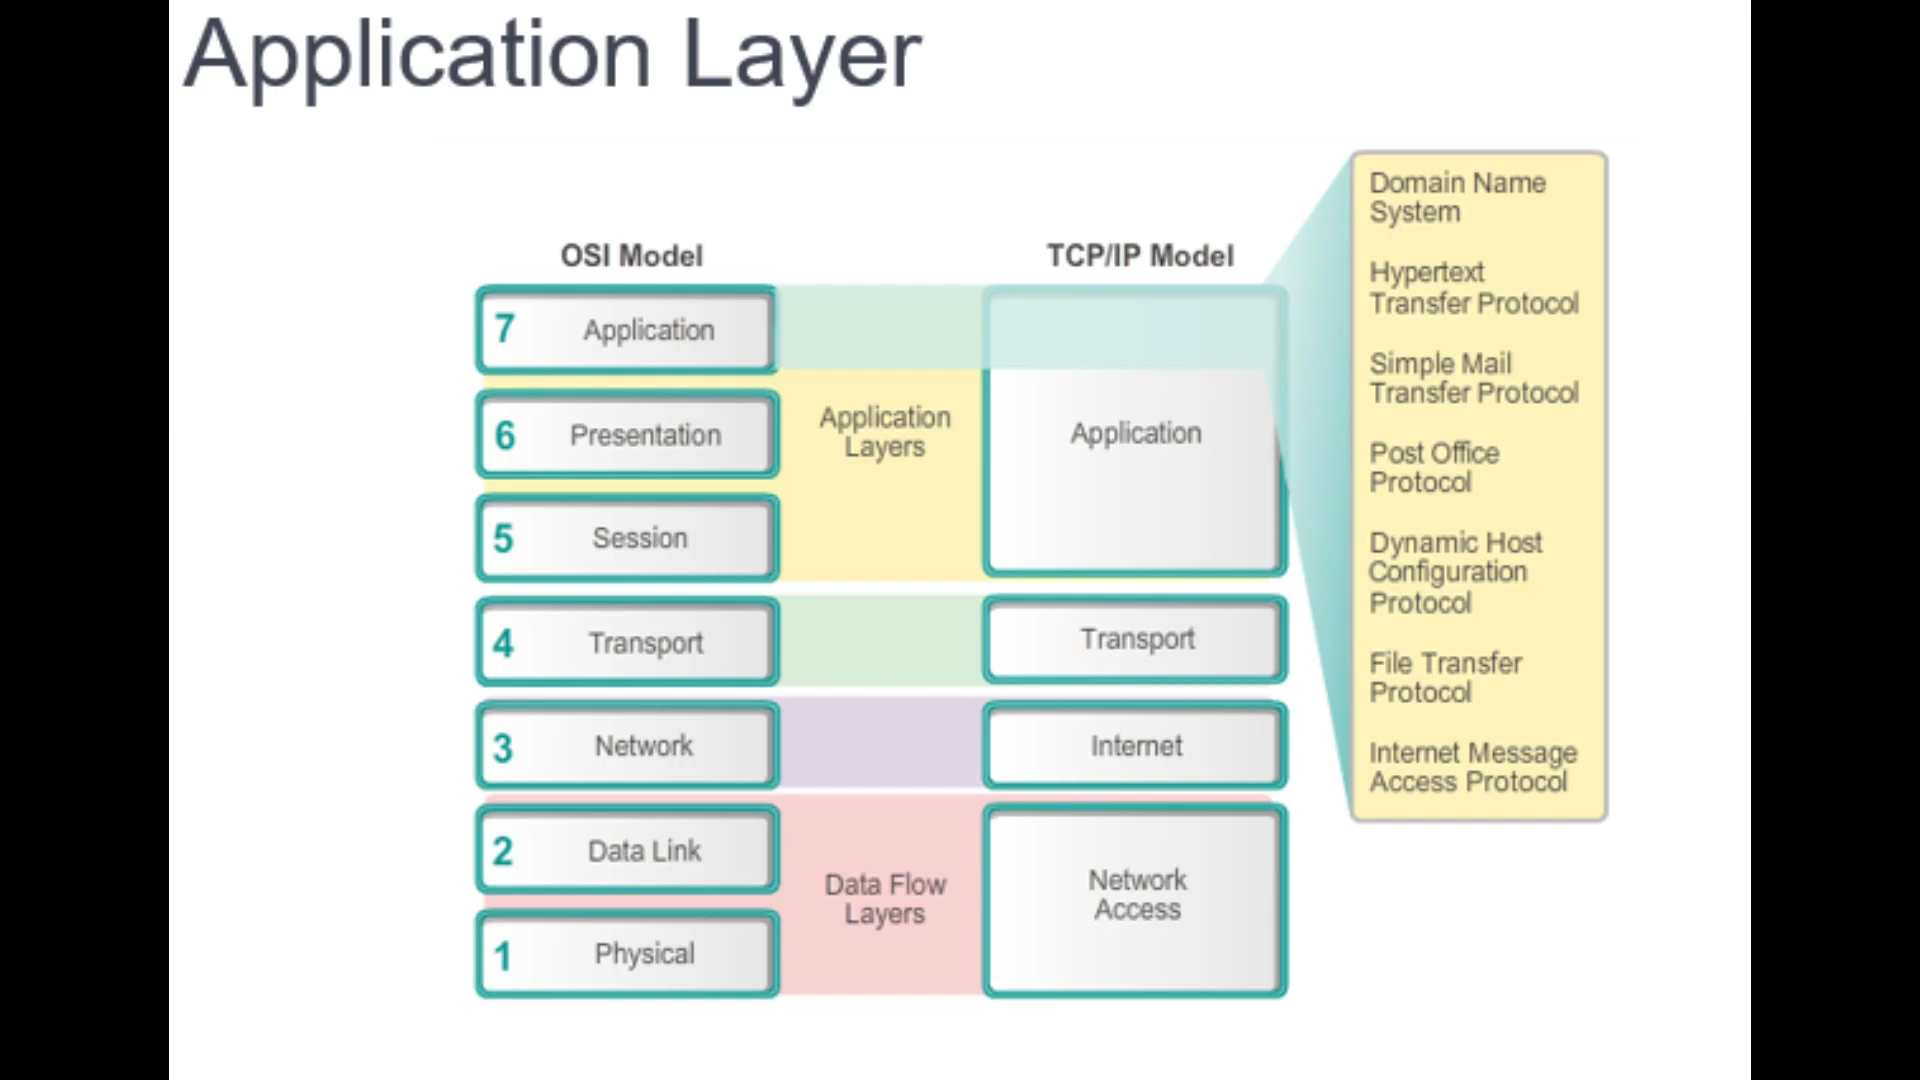 Application Layer
OSI Model
TCP/IP Model
7 Application
6 Presentation
5 Session
4 Transport
3 Network
2 Data Link
1 Physical
Application
Layers
Data Flow
Layers
Application
Transport
Internet
Network
Access
Domain Name
System
Hypertext
Transfer Protocol
Simple Mail
Transfer Protocol
Post Office
Protocol
Dynamic Host
Configuration
Protocol
File Transfer
Protocol
Internet Message
Access Protocol